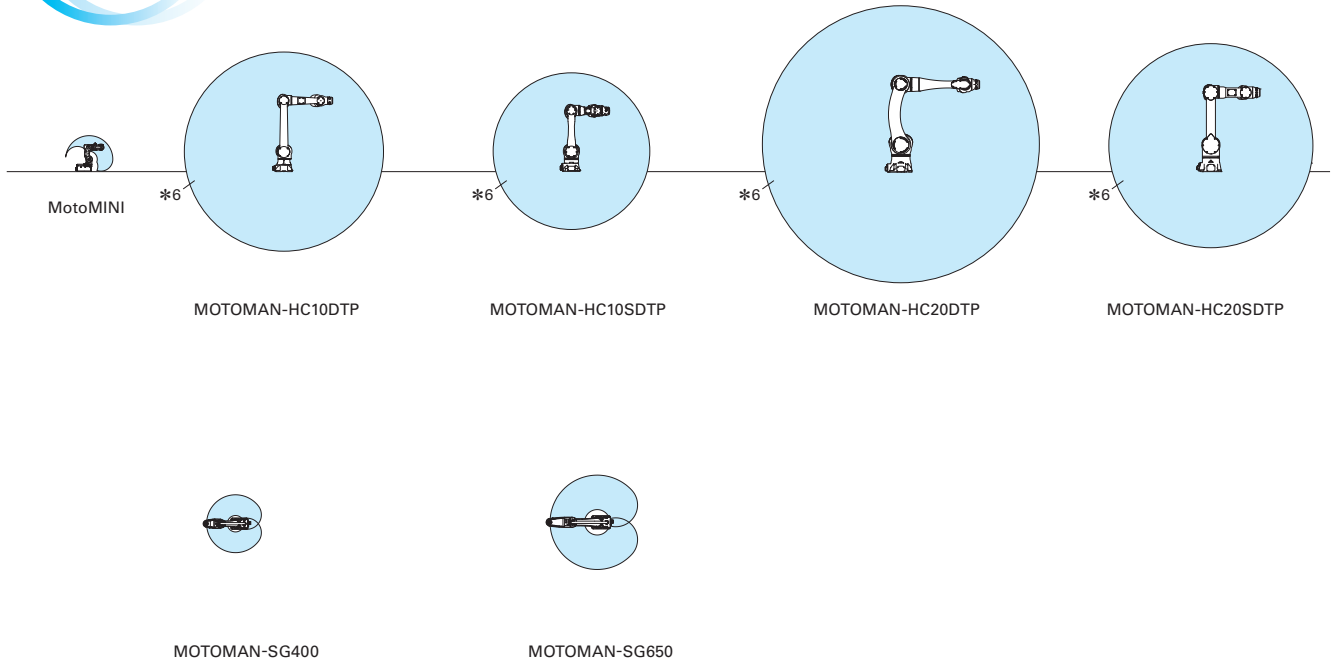 *6
*6
*6
*6
MotoMINI
MOTOMAN-HC10DTP
MOTOMAN-HC10SDTP
MOTOMAN-HC20DTP
MOTOMAN-HC20SDTP
MOTOMAN-SG400
MOTOMAN-SG650